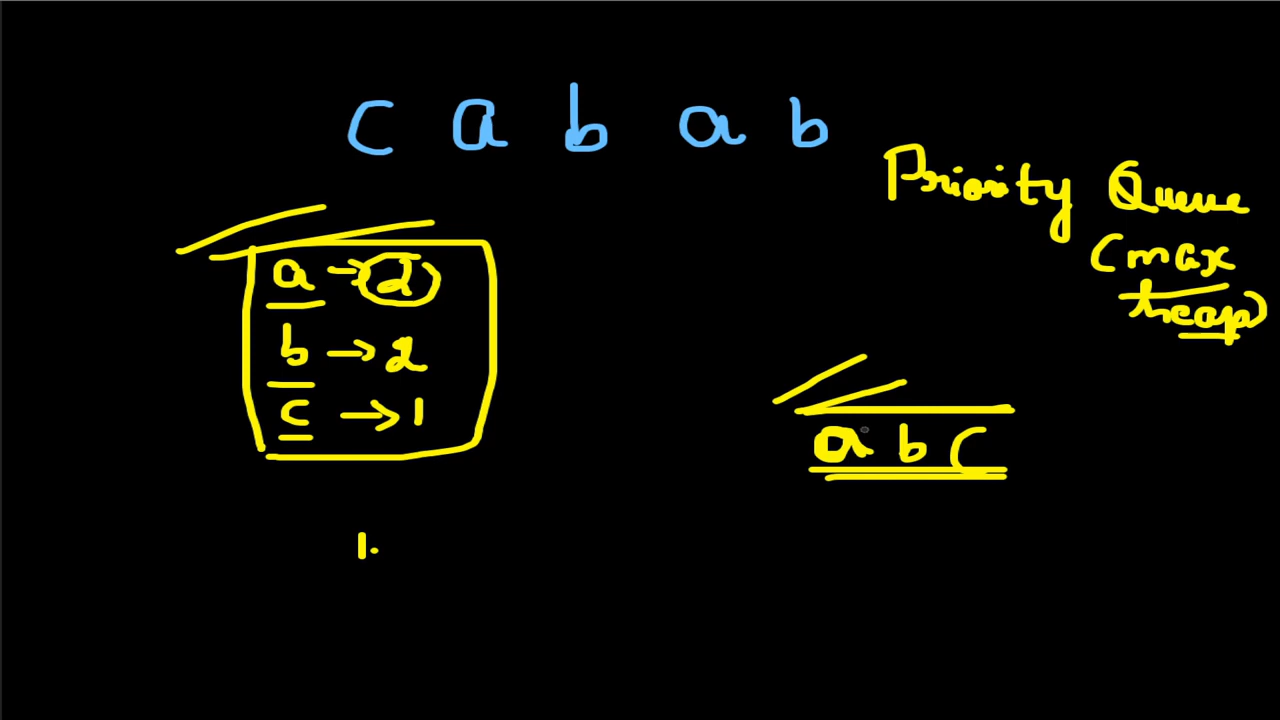 c a b a b
Priority Queue
(max
heap)
a → 2
b → 2
c → 1
a b c
1.